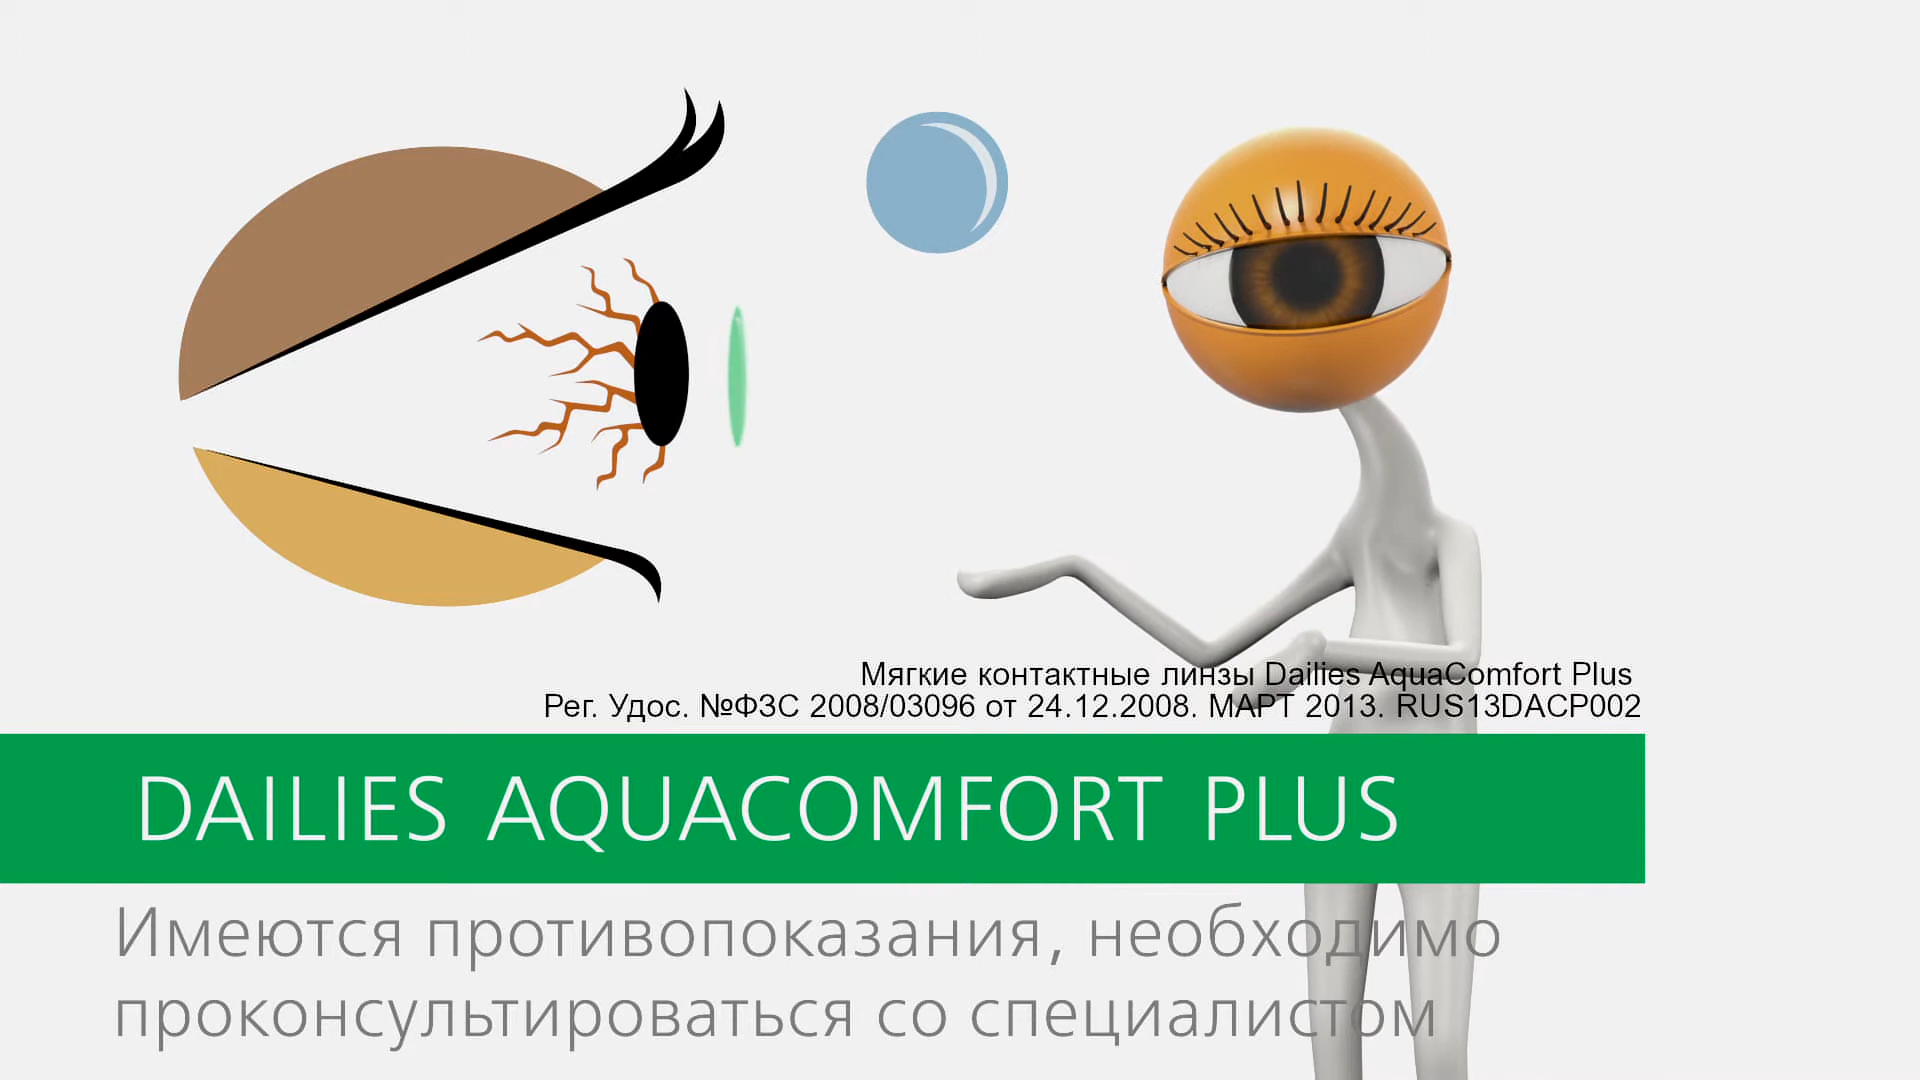 Мягкие контактные линзы Dailies AquaComfort Plus
Рег. Удос. №ФЗС 2008/03096 от 24.12.2008. МАРТ 2013. RUS13DACP002
DAILIES AQUACOMFORT PLUS
Имеются противопоказания, необходимо
проконсультироваться со специалистом